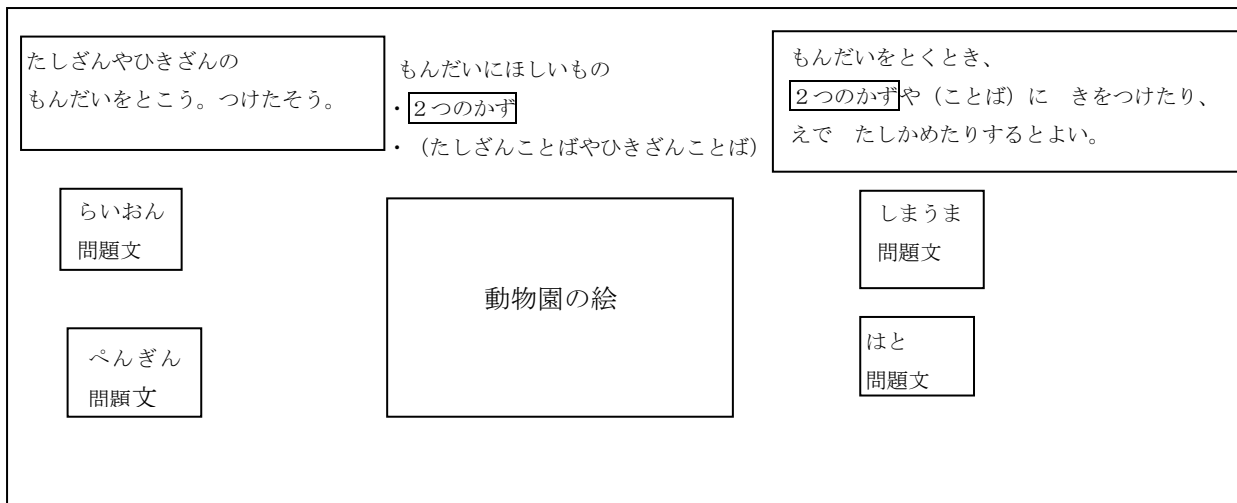 たしざんやひきざんの
もんだいをとこう。つけたそう。
もんだいにほしいもの
・２つのかず
・（たしざんことばやひきざんことば）
もんだいをとくとき、
２つのかずや（ことば）に　きをつけたり、
えで　たしかめたりするとよい。
らいおん
問題文
ぺんぎん
問題文
動物園の絵
しまうま
問題文
はと
問題文